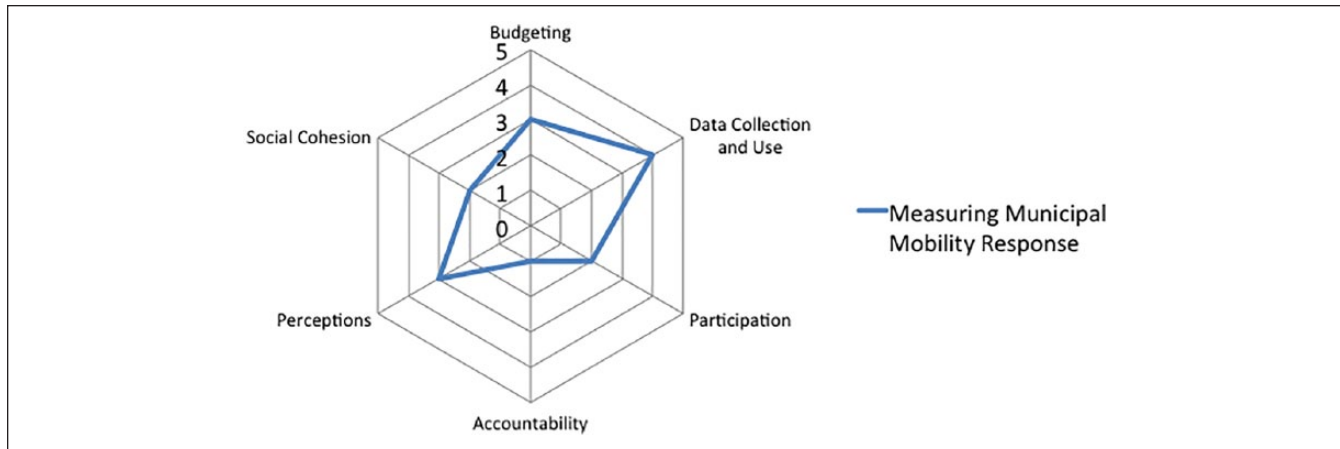 Budgeting
5
4
3
2
1
0
Data Collection
and Use
Social Cohesion
Measuring Municipal
Mobility Response
Perceptions
Participation
Accountability